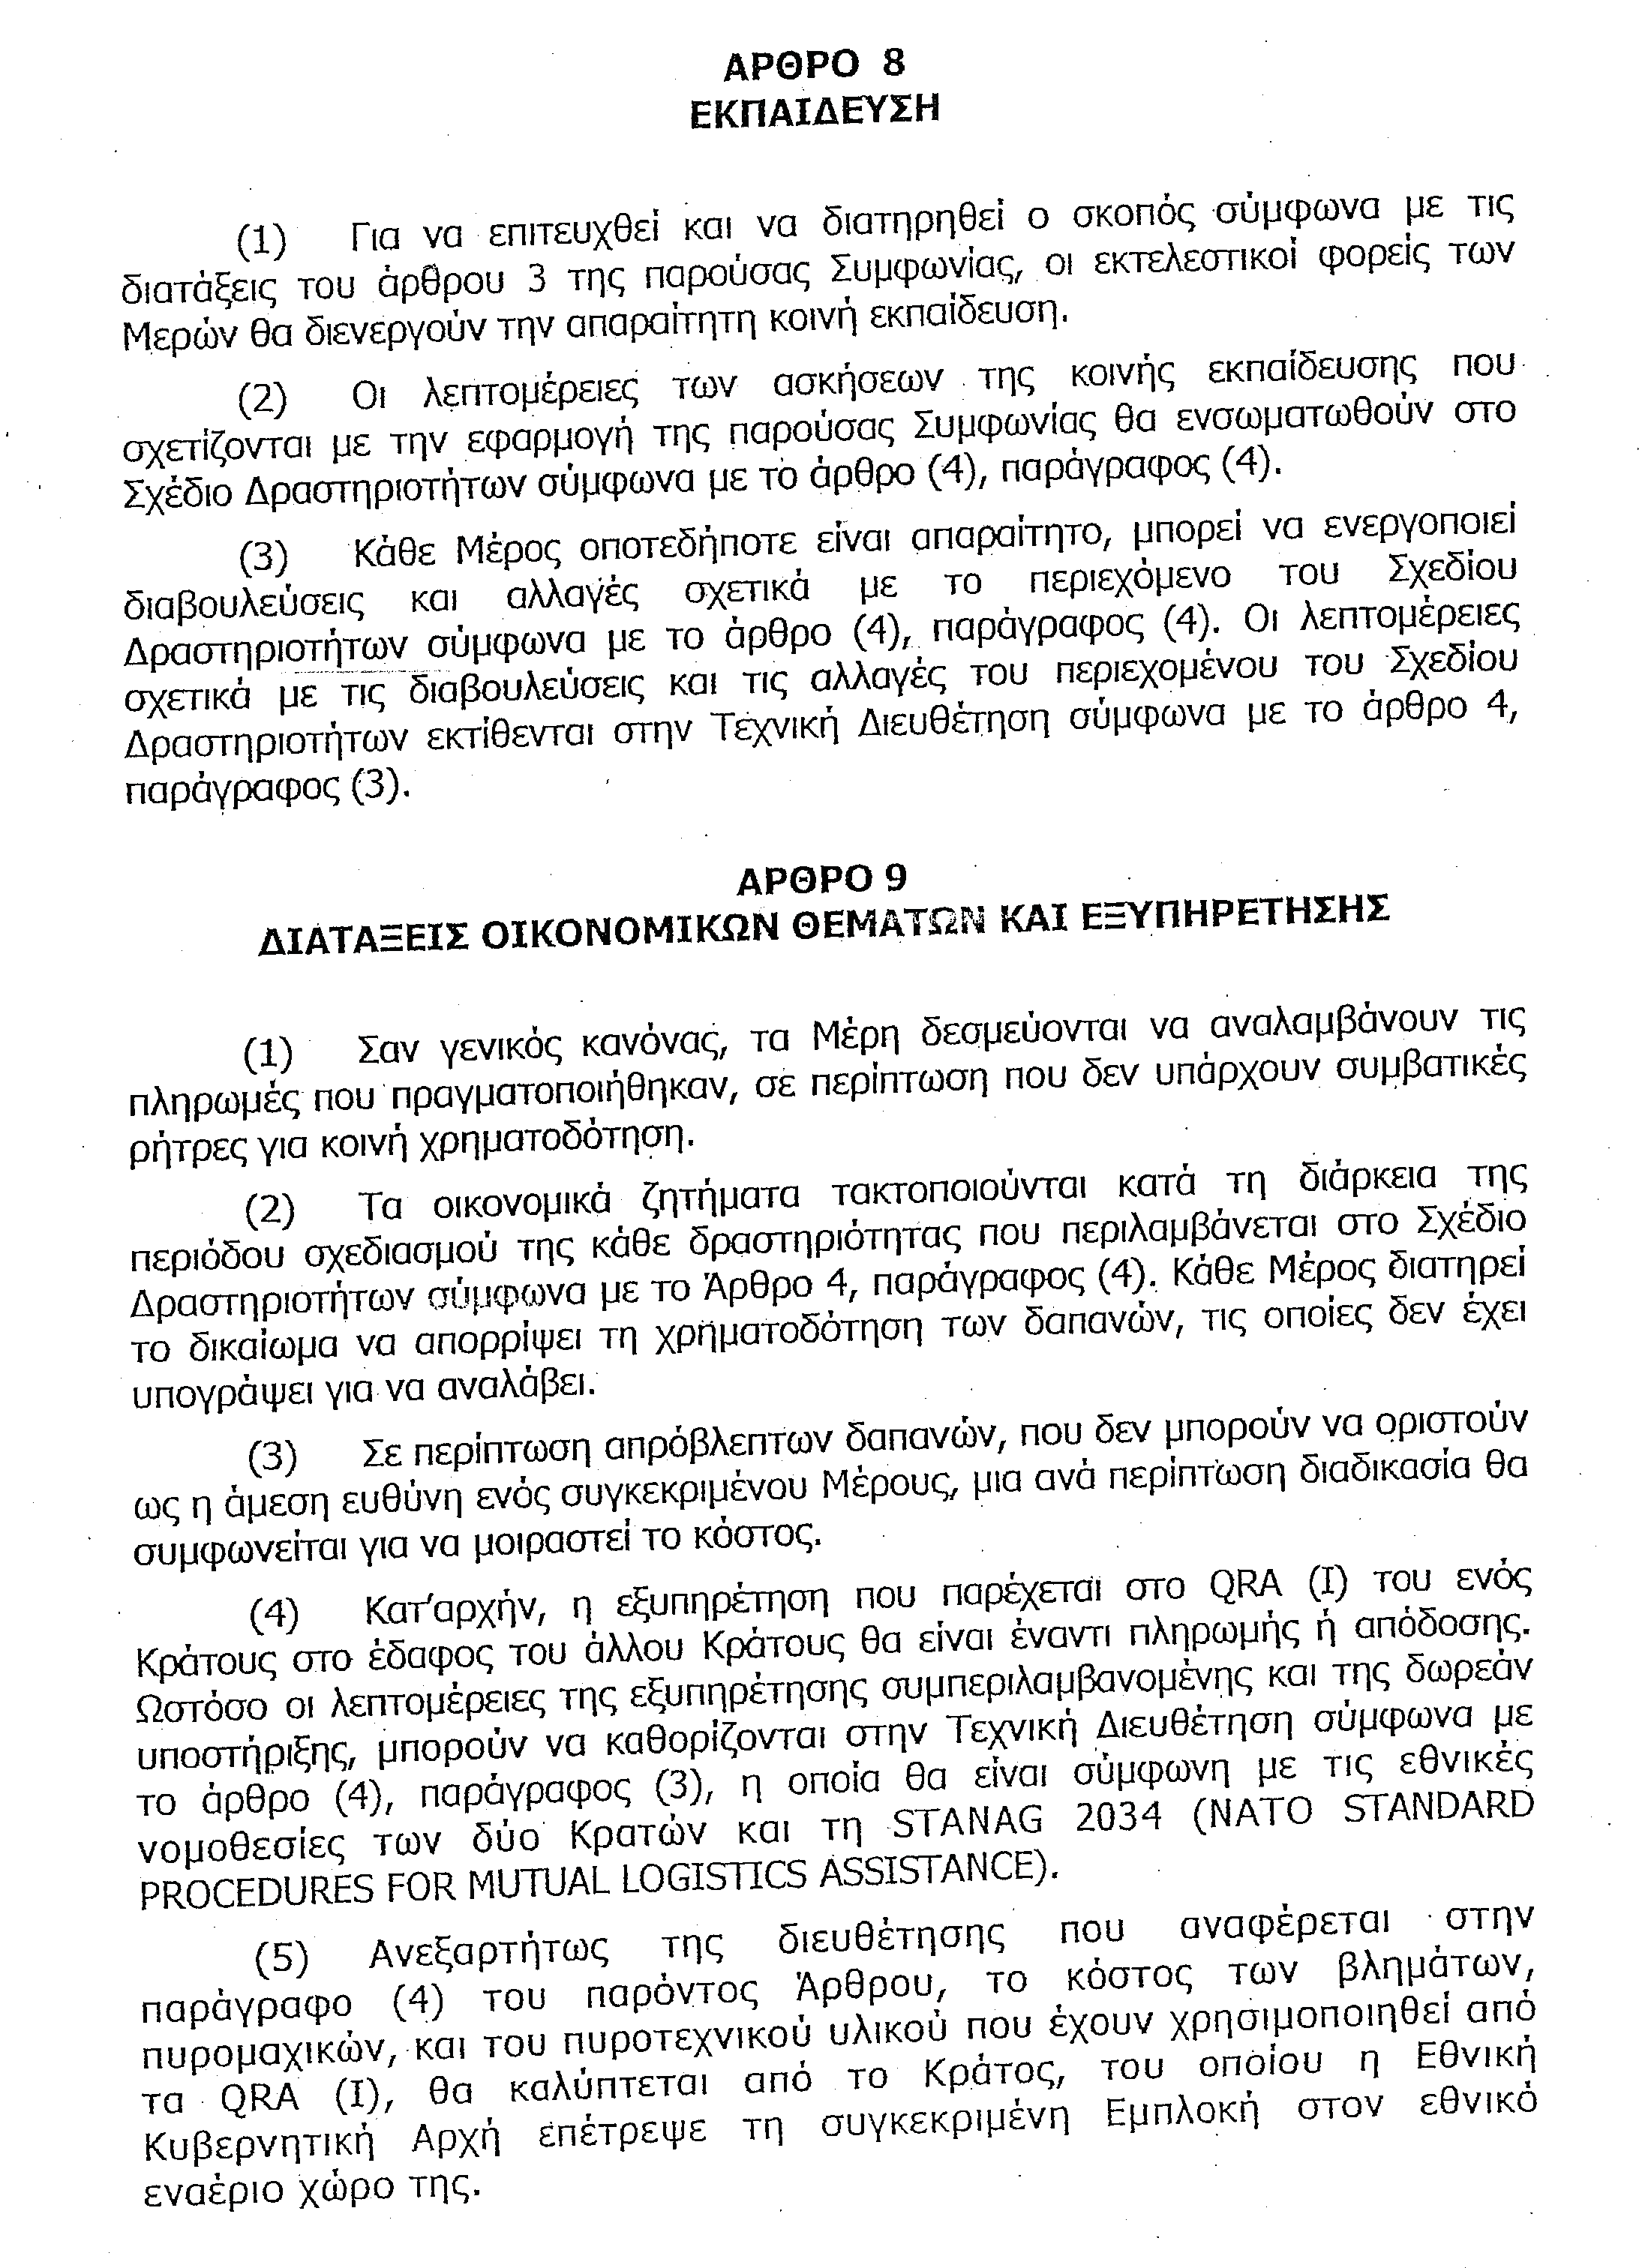 ΑΡΘΡΟ 8
ΕΚΠΑΙΔΕΥΣΗ
(1) Για να επιτευχθεί και να διατηρηθεί ο σκοπός σύμφωνα με τις
διατάξεις του άρθρου 3 της παρούσας Συμφωνίας, οι εκτελεστικοί φορείς των
Μερών θα διενεργούν την απαραίτητη κοινή εκπαίδευση.
(2) Οι λεπτομέρειες των ασκήσεων της κοινής εκπαίδευσης που
σχετίζονται με την εφαρμογή της παρούσας Συμφωνίας θα ενσωματωθούν στο
Σχέδιο Δραστηριοτήτων σύμφωνα με το άρθρο (4), παράγραφος (4).
(3) Κάθε Μέρος οποτεδήποτε είναι απαραίτητο, μπορεί να ενεργοποιεί
διαβουλεύσεις και αλλαγές σχετικά με το περιεχόμενο του Σχεδίου
Δραστηριοτήτων σύμφωνα με το άρθρο (4), παράγραφος (4). Οι λεπτομέρειες
σχετικά με τις διαβουλεύσεις και τις αλλαγές του περιεχομένου του Σχεδίου
Δραστηριοτήτων εκτίθενται στην Τεχνική Διευθέτηση σύμφωνα με το άρθρο 4,
παράγραφος (3).
ΑΡΘΡΟ 9
ΔΙΑΤΑΞΕΙΣ ΟΙΚΟΝΟΜΙΚΩΝ ΘΕΜΑΤΩΝ ΚΑΙ ΕΞΥΠΗΡΕΤΗΣΗΣ
(1) Σαν γενικός κανόνας, τα Μέρη δεσμεύονται να αναλαμβάνουν τις
πληρωμές που πραγματοποιήθηκαν, σε περίπτωση που δεν υπάρχουν συμβατικές
ρήτρες για κοινή χρηματοδότηση.
(2) Τα οικονομικά ζητήματα τακτοποιούνται κατά τη διάρκεια της
περιόδου σχεδιασμού της κάθε δραστηριότητας που περιλαμβάνεται στο Σχέδιο
Δραστηριοτήτων σύμφωνα με το Άρθρο 4, παράγραφος (4). Κάθε Μέρος διατηρεί
το δικαίωμα να απορρίψει τη χρηματοδότηση των δαπανών, τις οποίες δεν έχει
υπογράψει για να αναλάβει.
(3) Σε περίπτωση απρόβλεπτων δαπανών, που δεν μπορούν να οριστούν
ως η άμεση ευθύνη ενός συγκεκριμένου Μέρους, μια ανά περίπτωση διαδικασία θα
συμφωνείται για να μοιραστεί το κόστος.
(4) Κατ'αρχήν, η εξυπηρέτηση που παρέχεται στο QRA (I) του ενός
Κράτους στο έδαφος του άλλου Κράτους θα είναι έναντι πληρωμής ή απόδοσης.
Ωστόσο οι λεπτομέρειες της εξυπηρέτησης συμπεριλαμβανομένης και της δωρεάν
υποστήριξης, μπορούν να καθορίζονται στην Τεχνική Διευθέτηση σύμφωνα με
το άρθρο (4), παράγραφος (3), η οποία θα είναι σύμφωνη με τις εθνικές
νομοθεσίες των δύο Κρατών και τη STANAG 2034 (NATO STANDARD
PROCEDURES FOR MUTUAL LOGISTICS ASSISTANCE).
(5) Ανεξαρτήτως της διευθέτησης που αναφέρεται στην
παράγραφο (4) του παρόντος Άρθρου, το κόστος των βλημάτων,
πυρομαχικών, και του πυροτεχνικού υλικού που έχουν χρησιμοποιηθεί από
τα QRA (I), θα καλύπτεται από το Κράτος, του οποίου η Εθνική
Κυβερνητική Αρχή επέτρεψε τη συγκεκριμένη Εμπλοκή στον εθνικό
εναέριο χώρο της.